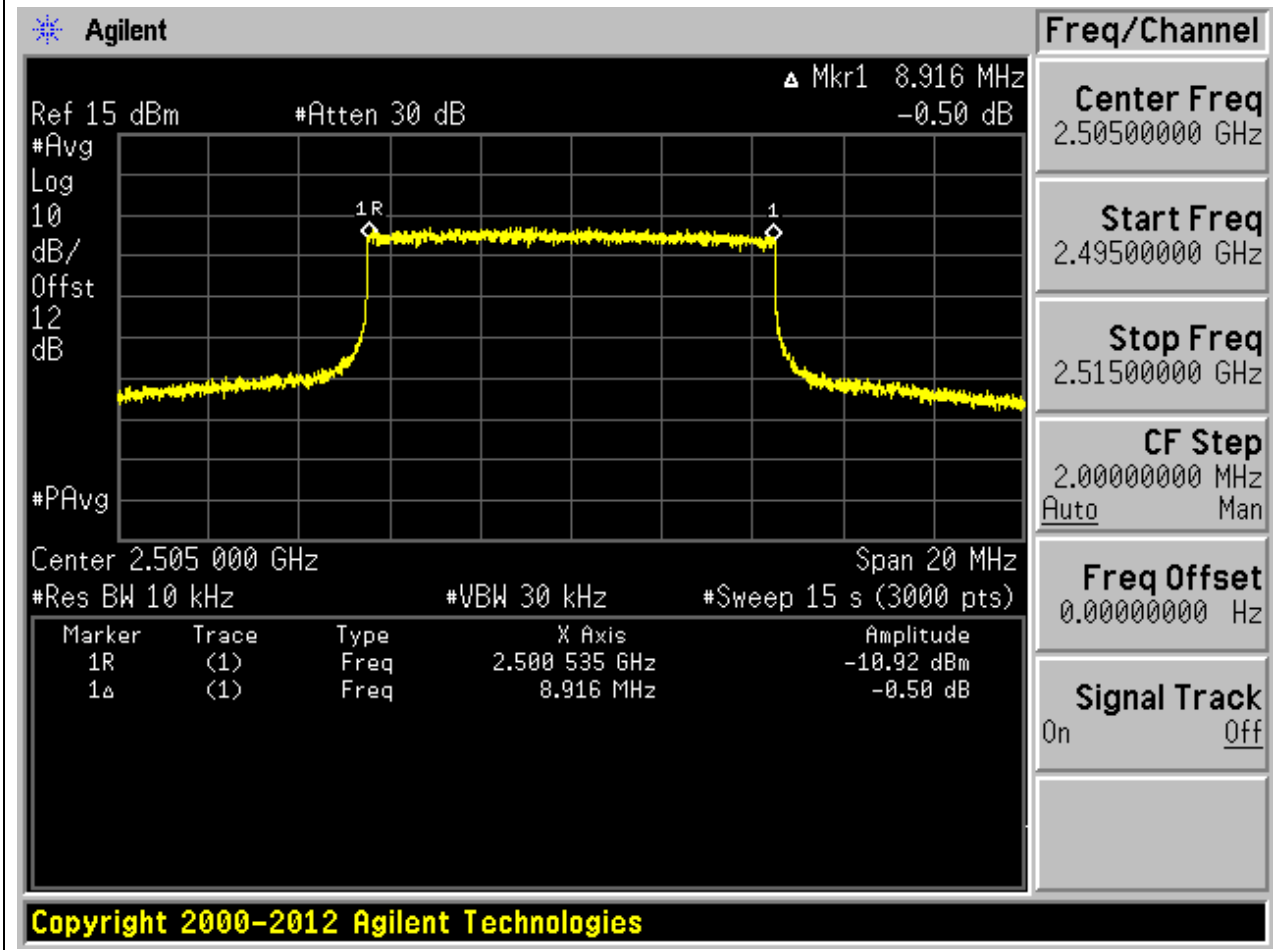 Agilent
Freq/Channel
Δ Mkr1 8.916 MHz
Ref 15 dBm #Atten 30 dB -0.50 dB
#Avg
Log
10
dB/
Offst
12
dB
1R
1
#PAvg
Center 2.505 000 GHz Span 20 MHz
#Res BW 10 kHz #VBW 30 kHz #Sweep 15 s (3000 pts)
Marker Trace Type X Axis Amplitude
1R (1) Freq 2.500 535 GHz -10.92 dBm
1Δ (1) Freq 8.916 MHz -0.50 dB
Center Freq
2.50500000 GHz
Start Freq
2.49500000 GHz
Stop Freq
2.51500000 GHz
CF Step
2.00000000 MHz
Auto Man
Freq Offset
0.00000000 Hz
Signal Track
On Off
Copyright 2000-2012 Agilent Technologies